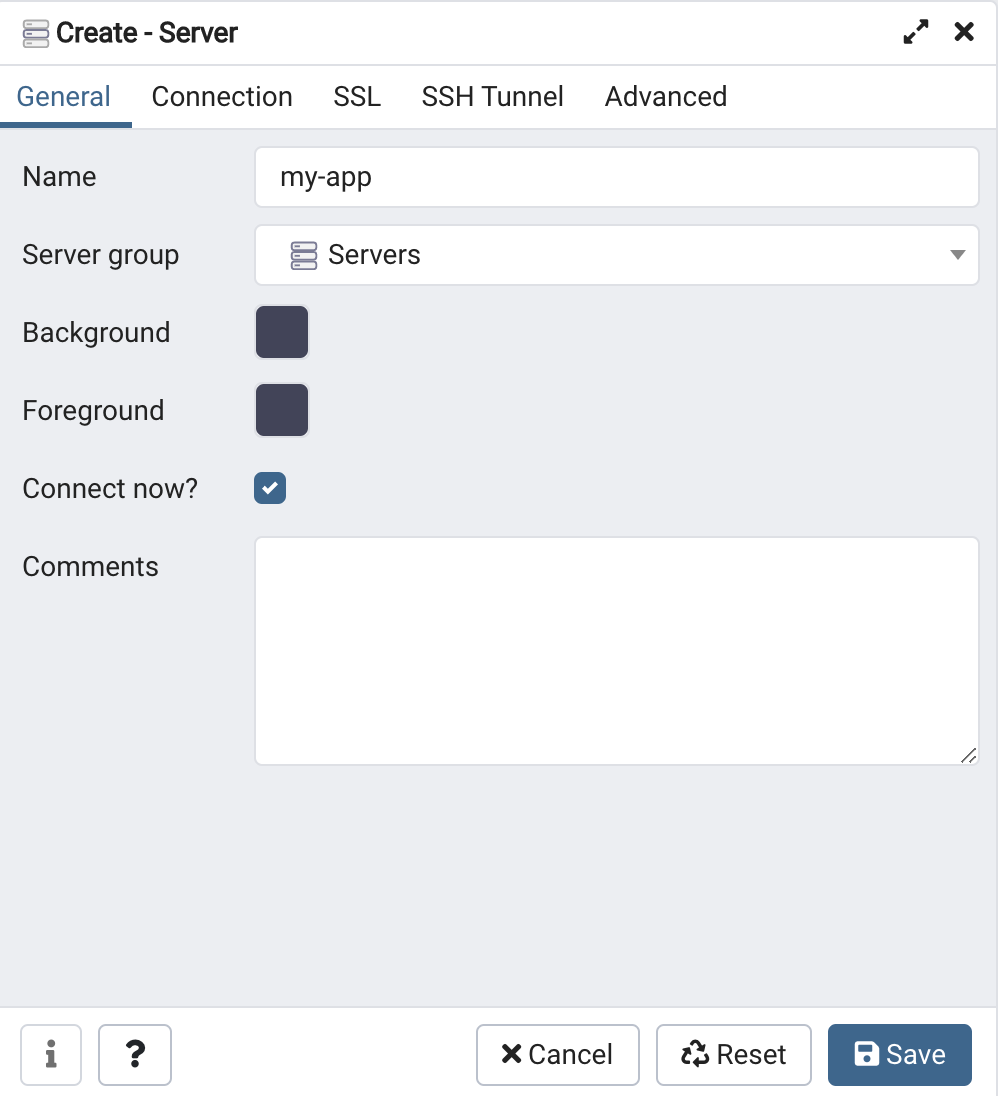 Create - Server
General Connection SSL SSH Tunnel Advanced
Name my-app
Server group Servers
Background
Foreground
Connect now?
Comments
i ? Cancel Reset Save